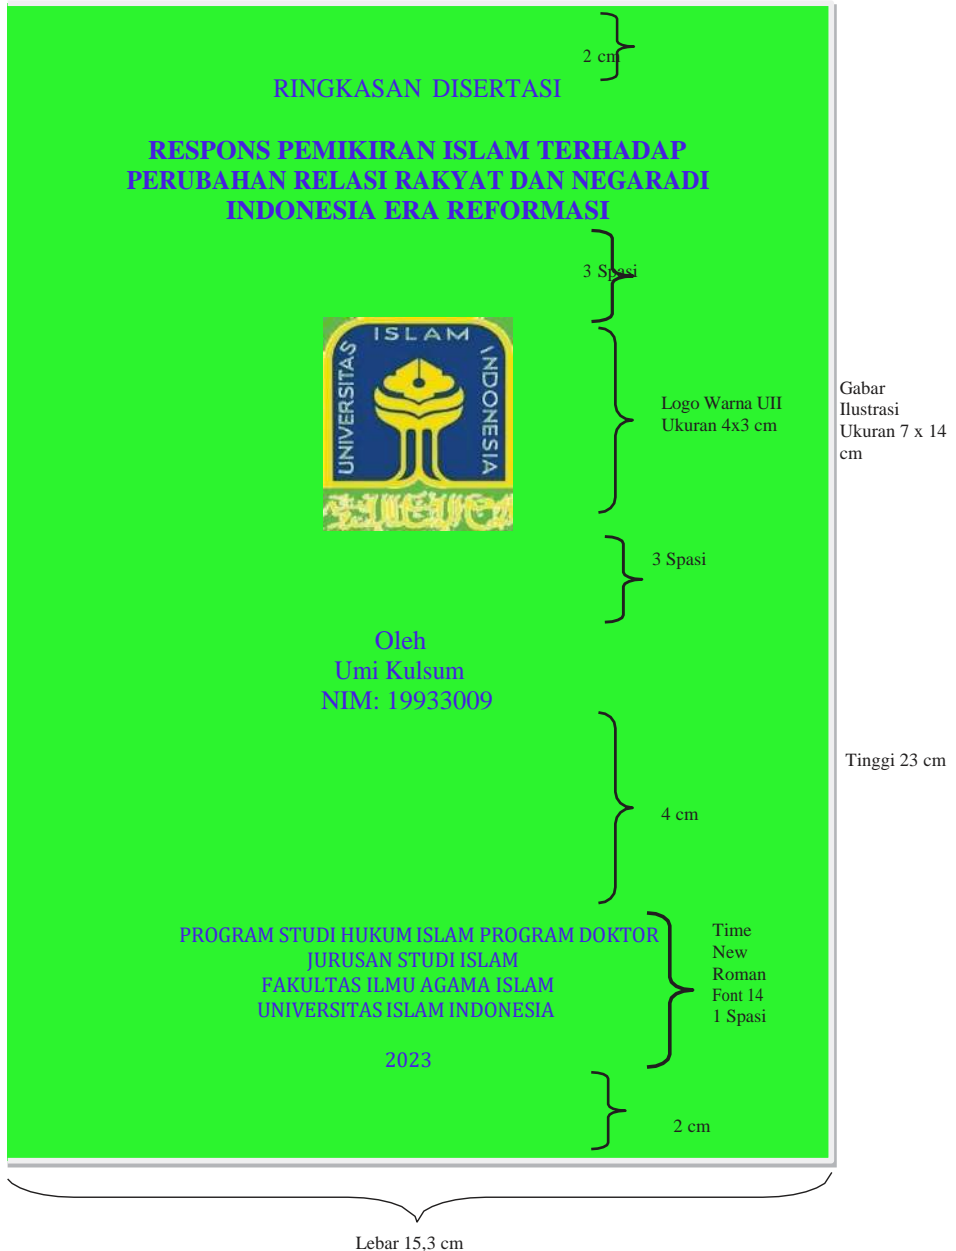 2 cm
RINGKASAN DISERTASI
RESPONS PEMIKIRAN ISLAM TERHADAP
PERUBAHAN RELASI RAKYAT DAN NEGARADI
INDONESIA ERA REFORMASI
3 Spasi
UNIVERSITAS ISLAM INDONESIA
Logo Warna UII
Ukuran 4x3 cm
Gabar
Ilustrasi
Ukuran 7 x 14
cm
3 Spasi
Oleh
Umi Kulsum
NIM: 19933009
Tinggi 23 cm
4 cm
PROGRAM STUDI HUKUM ISLAM PROGRAM DOKTOR
JURUSAN STUDI ISLAM
FAKULTAS ILMU AGAMA ISLAM
UNIVERSITAS ISLAM INDONESIA
2023
Time
New
Roman
Font 14
1 Spasi
2 cm
Lebar 15,3 cm